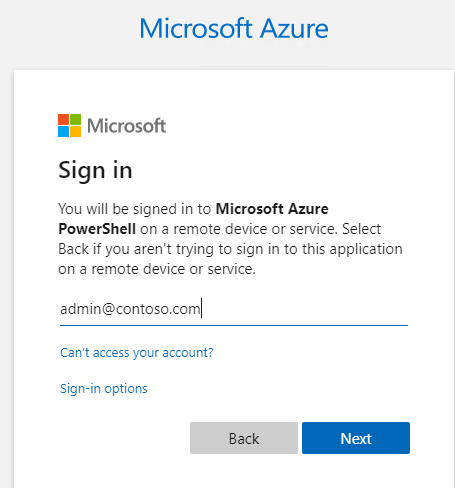 Microsoft Azure
Microsoft
Sign in
You will be signed in to Microsoft Azure
PowerShell on a remote device or service. Select
Back if you aren't trying to sign in to this application
on a remote device or service.
admin@contoso.com
Can't access your account?
Sign-in options
Back Next